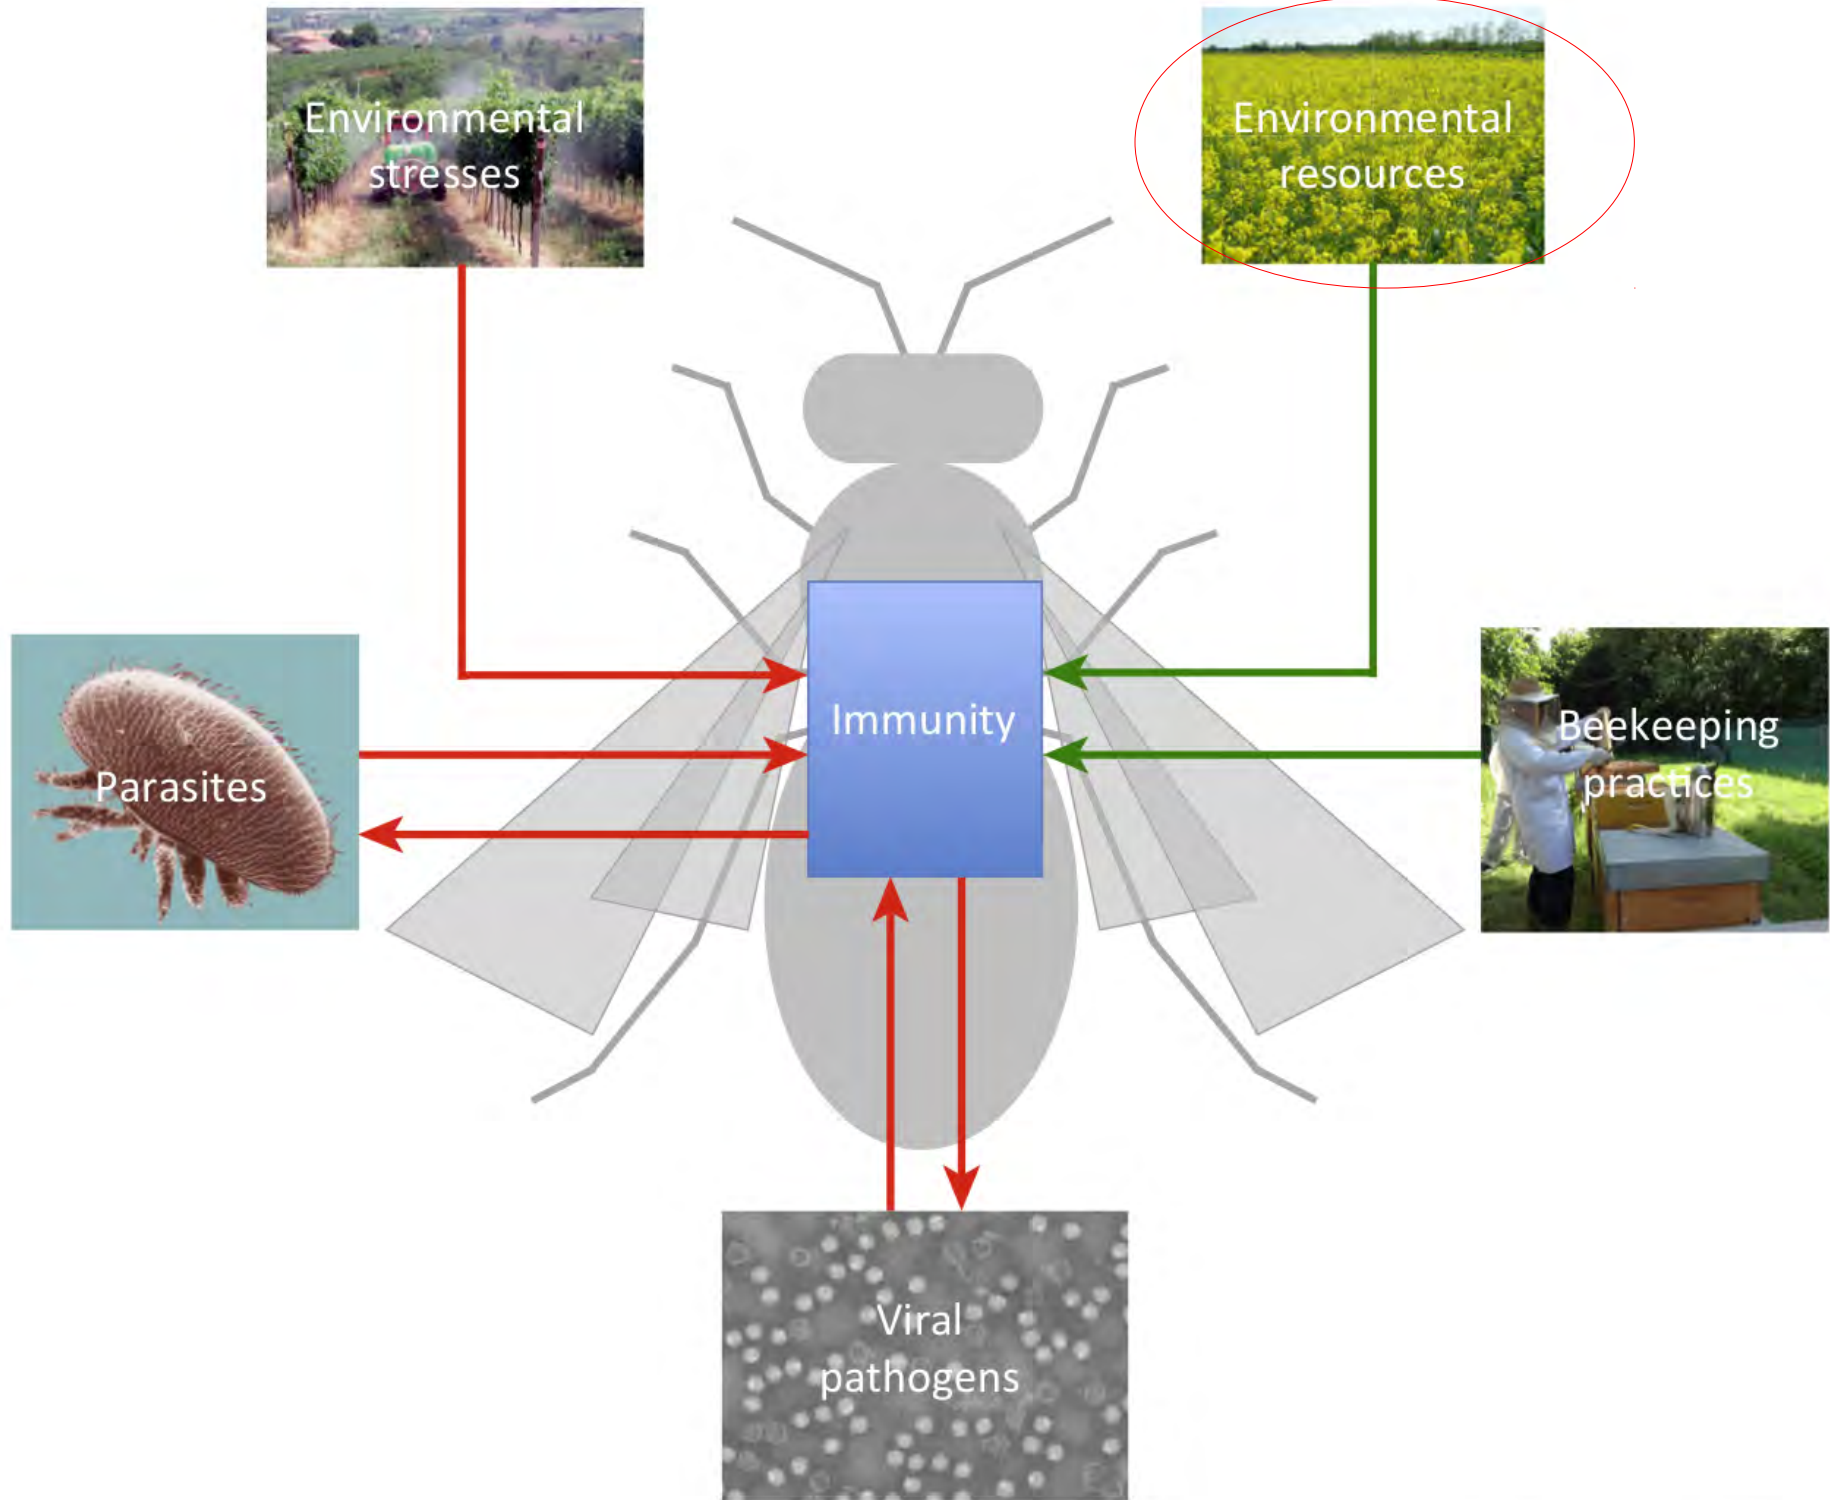 Environmental
stresses
Environmental
resources
Immunity
Parasites
Beekeeping
practices
Viral
pathogens